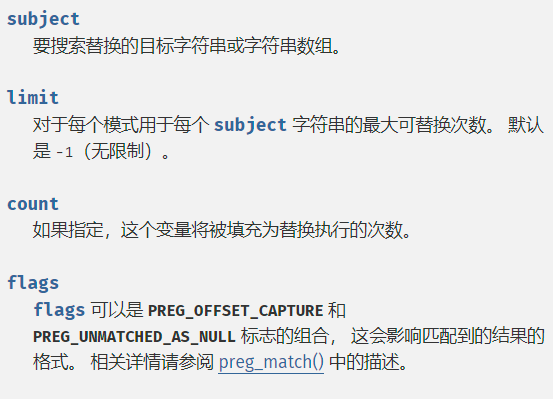 subject
要搜索替换的目标字符串或字符串数组。
limit
对于每个模式用于每个 subject 字符串的最大可替换次数。 默认
是 -1（无限制）。
count
如果指定，这个变量将被填充为替换执行的次数。
flags
flags 可以是 PREG_OFFSET_CAPTURE 和
PREG_UNMATCHED_AS_NULL 标志的组合， 这会影响匹配到的结果的
格式。 相关详情请参阅 preg_match() 中的描述。